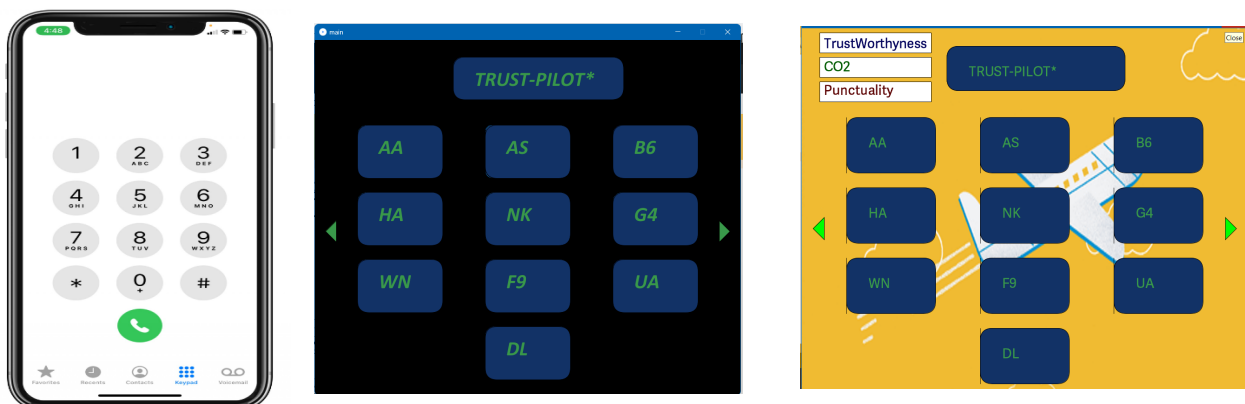 4:48
1 2 3
ABC DEF
4 5 6
GHI JKL MNO
7 8 9
PQRS TUV WXYZ
* 0 #
+
Favorites Recents Contacts Keypad Voicemail
main
TRUST-PILOT*
AA AS B6
HA NK G4
WN F9 UA
DL
Close
TrustWorthyness
CO2
Punctuality
TRUST-PILOT*
AA AS B6
HA NK G4
WN F9 UA
DL